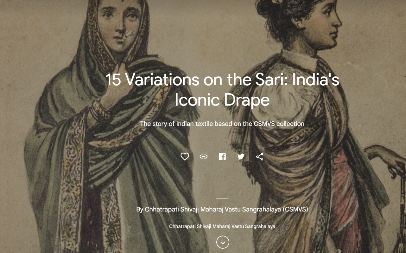 15 Variations on the Sari: India's
Iconic Drape
The story of Indian textile based on the CSMVS collection
By Chhatrapati Shivaji Maharaj Vastu Sangrahalaya (CSMVS)
Chhatrapati Shivaji Maharaj Vastu Sangrahalaya